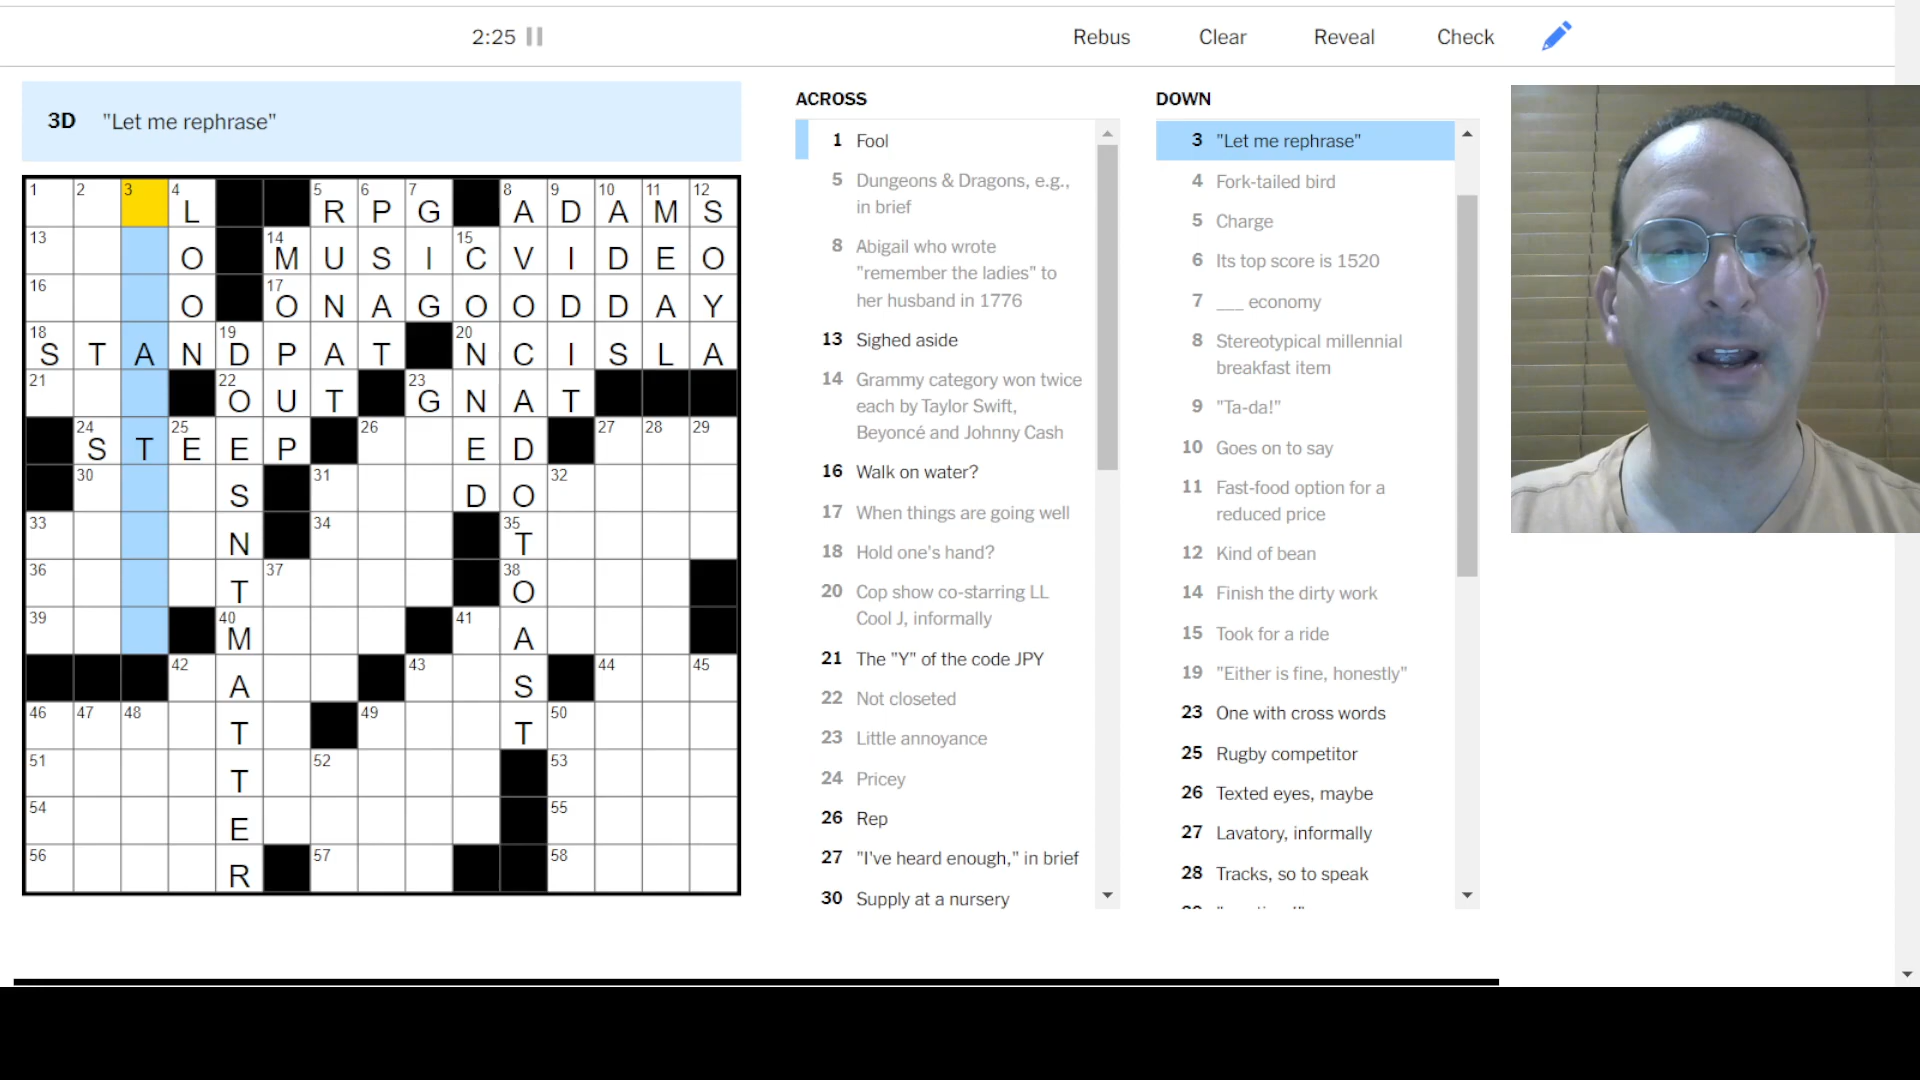 2:25
Rebus Clear Reveal Check
3D "Let me rephrase"
ACROSS
1 Fool
5 Dungeons & Dragons, e.g.,
in brief
8 Abigail who wrote
"remember the ladies" to
her husband in 1776
13 Sighed aside
14 Grammy category won twice
each by Taylor Swift,
Beyoncé and Johnny Cash
16 Walk on water?
17 When things are going well
18 Hold one's hand?
20 Cop show co-starring LL
Cool J, informally
21 The "Y" of the code JPY
22 Not closeted
23 Little annoyance
24 Pricey
26 Rep
27 "I've heard enough," in brief
30 Supply at a nursery
DOWN
3 "Let me rephrase"
4 Fork-tailed bird
5 Charge
6 Its top score is 1520
7 ___ economy
8 Stereotypical millennial
breakfast item
9 "Ta-da!"
10 Goes on to say
11 Fast-food option for a
reduced price
12 Kind of bean
14 Finish the dirty work
15 Took for a ride
19 "Either is fine, honestly"
23 One with cross words
25 Rugby competitor
26 Texted eyes, maybe
27 Lavatory, informally
28 Tracks, so to speak
1 2 3 4 5 6 7 8 9 10 11 12
L R P G A D A M S
13 14 15
O M U S I C V I D E O
16 17
O O N A G O O D D A Y
18 19 20
S T A N D P A T N C I S L A
21 22 23
O U T G N A T
24 25 26 27 28 29
S T E E P E D
30 31 32
S D O
33 34 35
N T
36 37 38
T O
39 40 41
M A
42 43 44 45
A S
46 47 48 49 50
T T
51 52 53
T
54 55
E
56 57 58
R